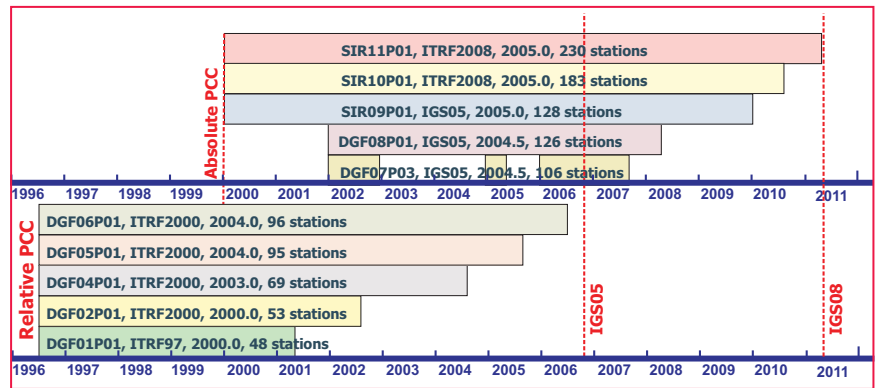 SIR11P01, ITRF2008, 2005.0, 230 stations
SIR10P01, ITRF2008, 2005.0, 183 stations
SIR09P01, IGS05, 2005.0, 128 stations
DGF08P01, IGS05, 2004.5, 126 stations
DGF07P03, IGS05, 2004.5, 106 stations
Absolute PCC
1996 1997 1998 1999 2000 2001 2002 2003 2004 2005 2006 2007 2008 2009 2010 2011
DGF06P01, ITRF2000, 2004.0, 96 stations
DGF05P01, ITRF2000, 2004.0, 95 stations
DGF04P01, ITRF2000, 2003.0, 69 stations
DGF02P01, ITRF2000, 2000.0, 53 stations
DGF01P01, ITRF97, 2000.0, 48 stations
Relative PCC
IGS05
IGS08
1996 1997 1998 1999 2000 2001 2002 2003 2004 2005 2006 2007 2008 2009 2010 2011